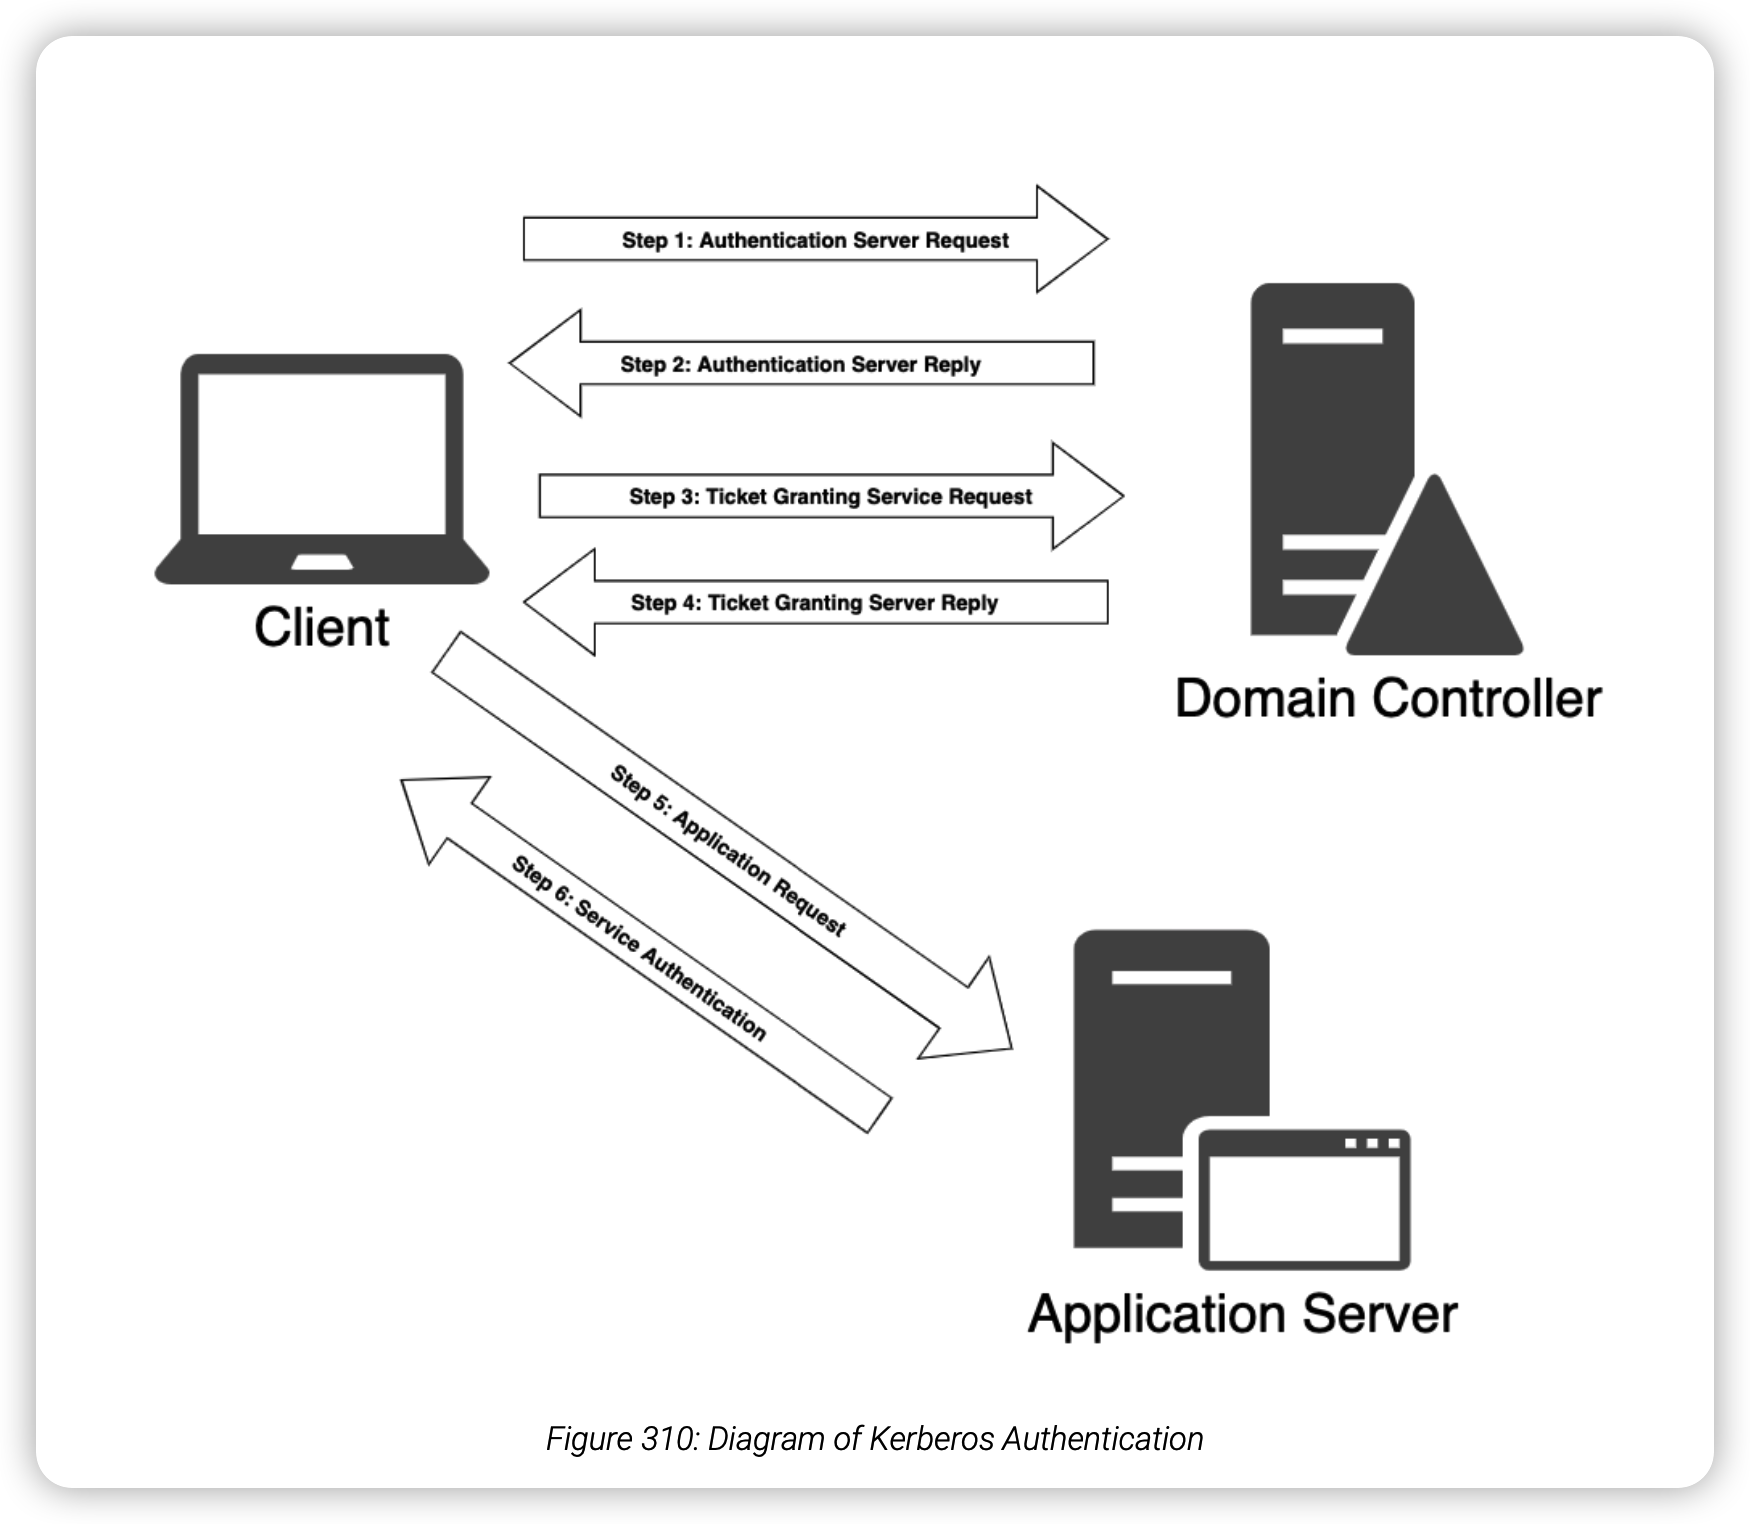 Step 1: Authentication Server Request
Step 2: Authentication Server Reply
Step 3: Ticket Granting Service Request
Step 4: Ticket Granting Server Reply
Client
Domain Controller
Step 5: Application Request
Step 6: Service Authentication
Application Server
Figure 310: Diagram of Kerberos Authentication